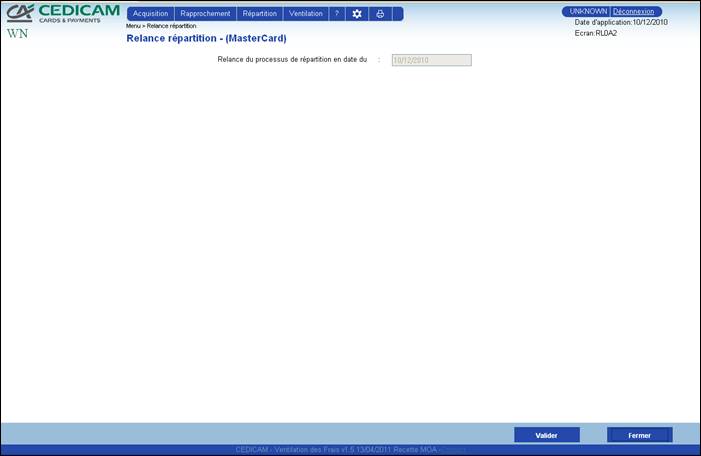 CEDICAM
CARDS & PAYMENTS
WN
Acquisition Rapprochement Répartition Ventilation ?
UNKNOWN Déconnexion
Menu > Relance répartition
Date d'application:10/12/2010
Ecran:RL0A2
Relance répartition - (MasterCard)
Relance du processus de répartition en date du : 10/12/2010
Valider Fermer
CEDICAM - Ventilation des Frais v1.5 13/04/2011 Recette MOA -